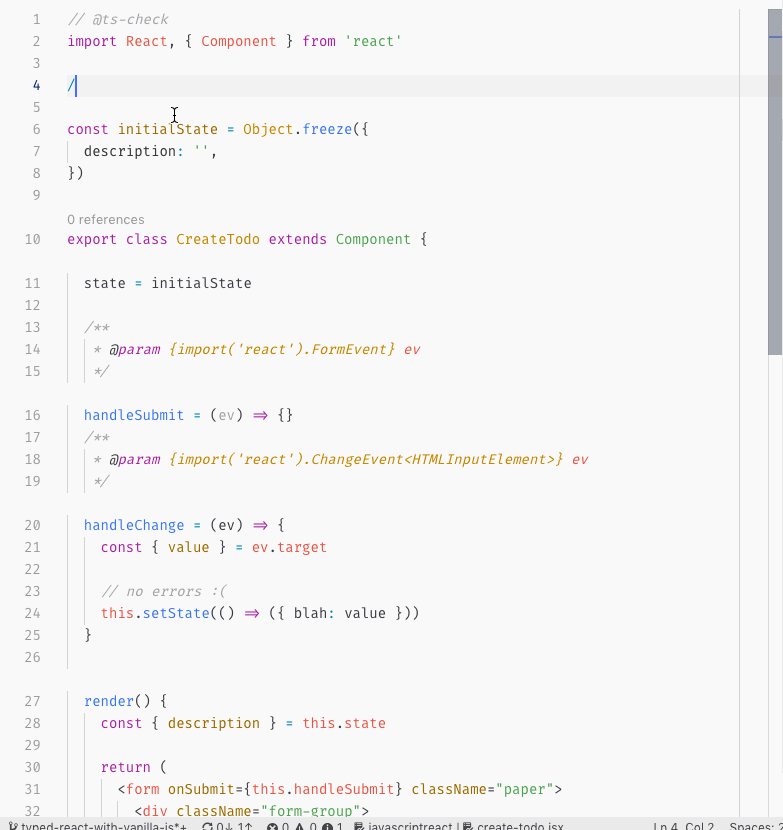 1 // @ts-check
2 import React, { Component } from 'react'
3
4 /
5
6 const initialState = Object.freeze({
7 description: '',
8 })
9
0 references
10 export class CreateTodo extends Component {
11 state = initialState
12
13 /**
14 * @param {import('react').FormEvent} ev
15 */
16 handleSubmit = (ev) => {}
17 /**
18 * @param {import('react').ChangeEvent<HTMLInputElement>} ev
19 */
20 handleChange = (ev) => {
21 const { value } = ev.target
22
23 // no errors :(
24 this.setState(() => ({ blah: value }))
25 }
26
27 render() {
28 const { description } = this.state
29
30 return (
31 <form onSubmit={this.handleSubmit} className="paper">
32 <div className="form-group">
typed-react-with-vanilla-js*+ 0↓ 1↑ 0 0 1 javascriptreact | create-todo.jsx Ln 4, Col 2 Spaces: 2